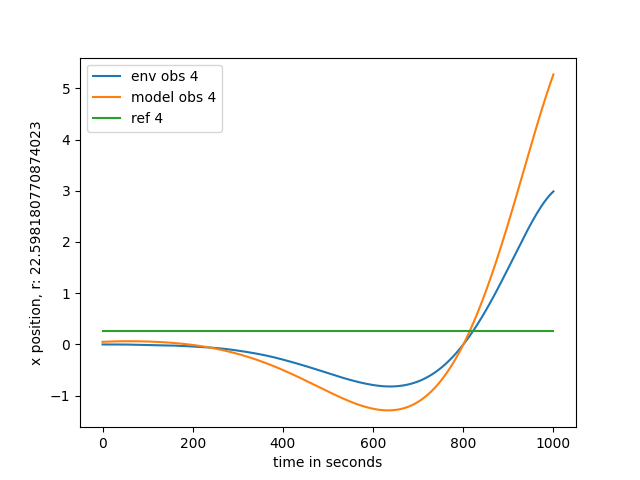 env obs 4
model obs 4
ref 4
5
4
3
2
1
0
−1
0
200
400
600
800
1000
time in seconds
x position, r: 22.598180770874023